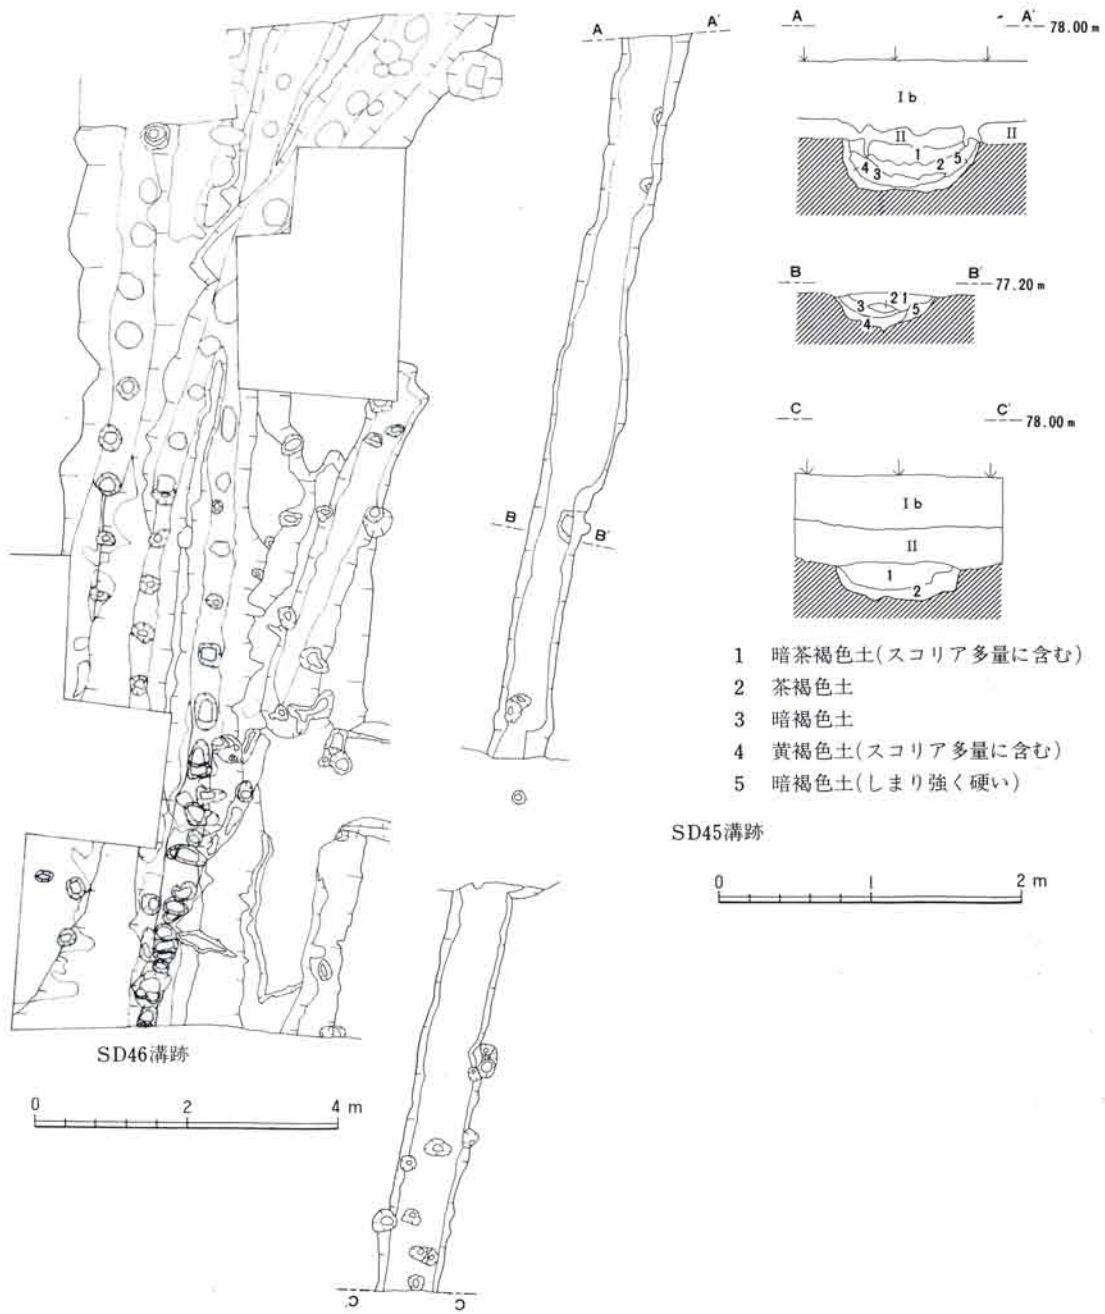 A A′
A A′ 78.00m
Ib
II II
1
4 3 2 5
B B′ 77.20m
3 2 1 5
4
B B′
C C′ 78.00m
Ib
II
1
2
1 暗茶褐色土(スコリア多量に含む)
2 茶褐色土
3 暗褐色土
4 黄褐色土(スコリア多量に含む)
5 暗褐色土(しまり強く硬い)
SD45溝跡
0 1 2 m
SD46溝跡
0 2 4 m
C′ C